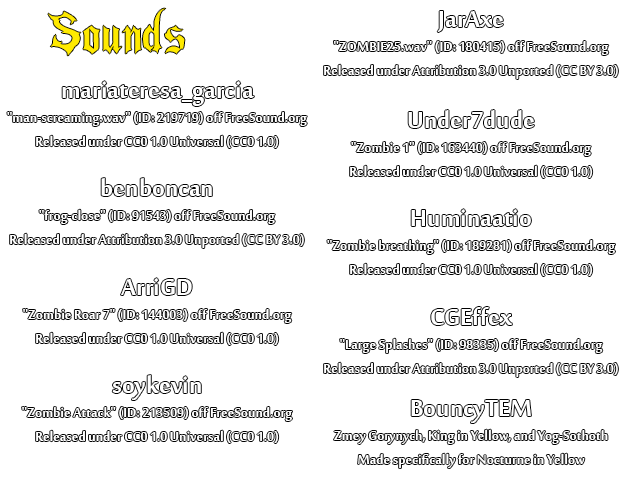 Sounds
mariateresa_garcia
"man-screaming.wav" (ID: 219719) off FreeSound.org
Released under CC0 1.0 Universal (CC0 1.0)
benboncan
"frog-close" (ID: 91543) off FreeSound.org
Released under Attribution 3.0 Unported (CC BY 3.0)
ArriGD
"Zombie Roar 7" (ID: 144003) off FreeSound.org
Released under CC0 1.0 Universal (CC0 1.0)
soykevin
"Zombie Attack" (ID: 213509) off FreeSound.org
Released under CC0 1.0 Universal (CC0 1.0)
JarAxe
"ZOMBIE25.wav" (ID: 180415) off FreeSound.org
Released under Attribution 3.0 Unported (CC BY 3.0)
Under7dude
"Zombie 1" (ID: 163440) off FreeSound.org
Released under CC0 1.0 Universal (CC0 1.0)
Huminaatio
"Zombie breathing" (ID: 189281) off FreeSound.org
Released under CC0 1.0 Universal (CC0 1.0)
CGEffex
"Large Splashes" (ID: 98335) off FreeSound.org
Released under Attribution 3.0 Unported (CC BY 3.0)
BouncyTEM
Zmey Gorynych, King in Yellow, and Yog-Sothoth
Made specifically for Nocturne in Yellow